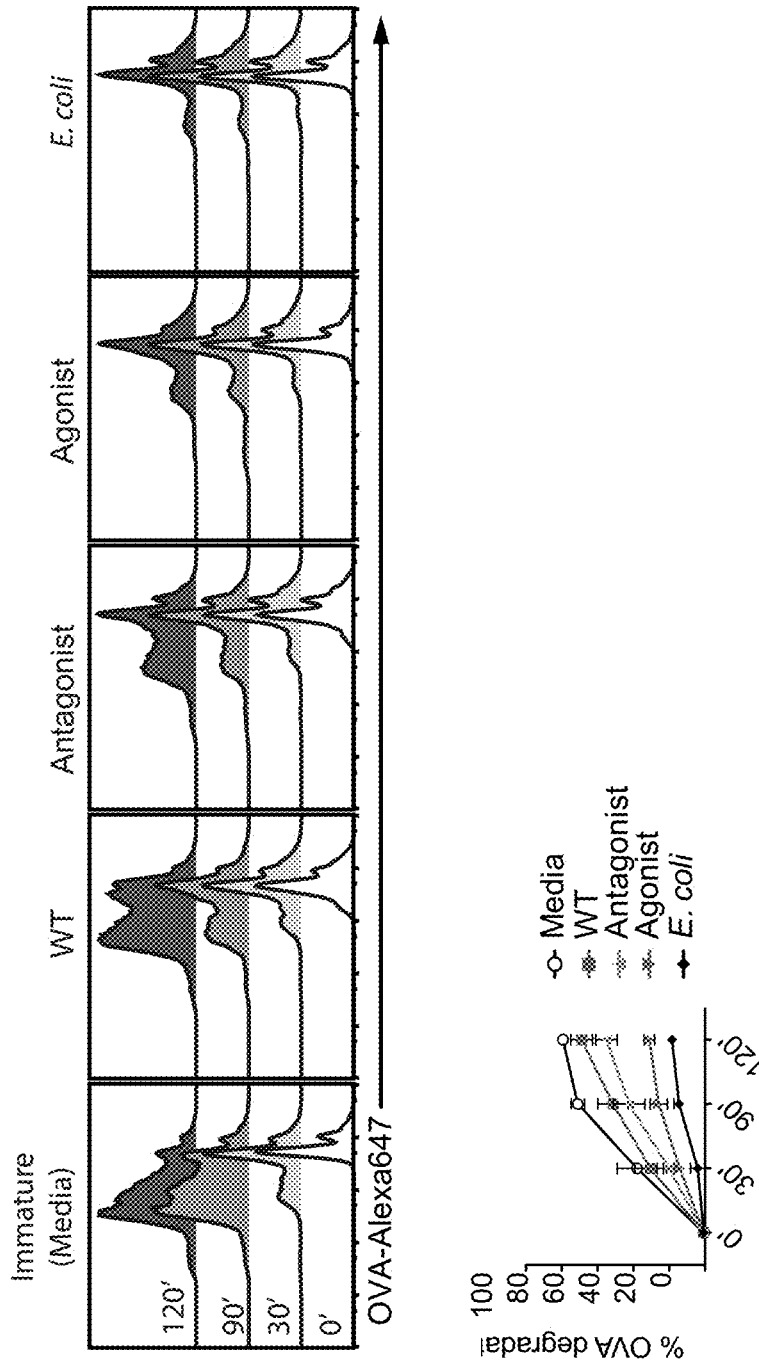 Immature
(Media)
WT
Antagonist
Agonist
E. coli
120'
90'
30'
0'
OVA-Alexa647
% OVA degrada
100
80
60
40
20
0
0'
30'
90'
120'
Media
WT
Antagonist
Agonist
E. coli